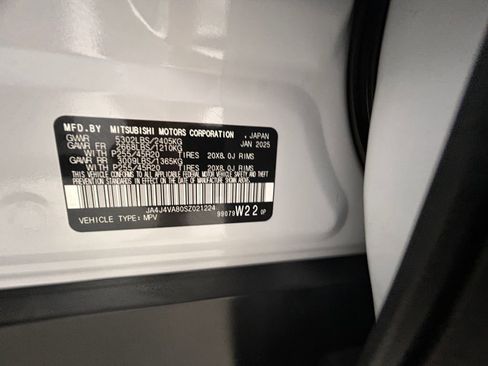 MFD.BY MITSUBISHI MOTORS CORPORATION , JAPAN
GVWR 5302LBS/2405KG JAN 2025
GAWR FR 2668LBS/1210KG
WITH P255/45R20 TIRES 20X8.0J RIMS
GAWR RR 3009LBS/1365KG
WITH P255/45R20 TIRES 20X8.0J RIMS
THIS VEHICLE CONFORMS TO ALL APPLICABLE FEDERAL MOTOR VEHICLE SAFETY AND THEFT
PREVENTION STANDARDS IN EFFECT ON THE DATE OF MANUFACTURE SHOWN ABOVE.
JA4J4VA80SZ021224
VEHICLE TYPE: MPV 99079 W22 0P